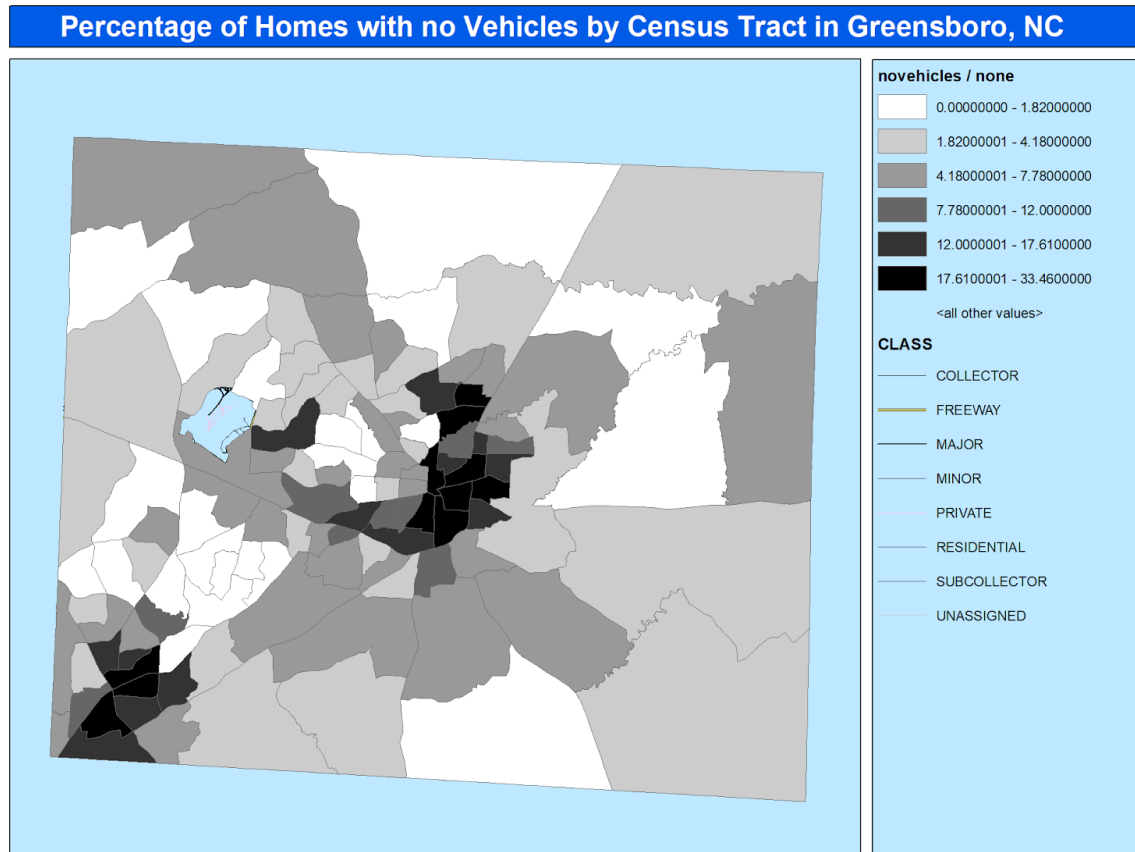 Percentage of Homes with no Vehicles by Census Tract in Greensboro, NC
novehicles / none
0.00000000 - 1.82000000
1.82000001 - 4.18000000
4.18000001 - 7.78000000
7.78000001 - 12.0000000
12.0000001 - 17.6100000
17.6100001 - 33.4600000
<all other values>
CLASS
COLLECTOR
FREEWAY
MAJOR
MINOR
PRIVATE
RESIDENTIAL
SUBCOLLECTOR
UNASSIGNED